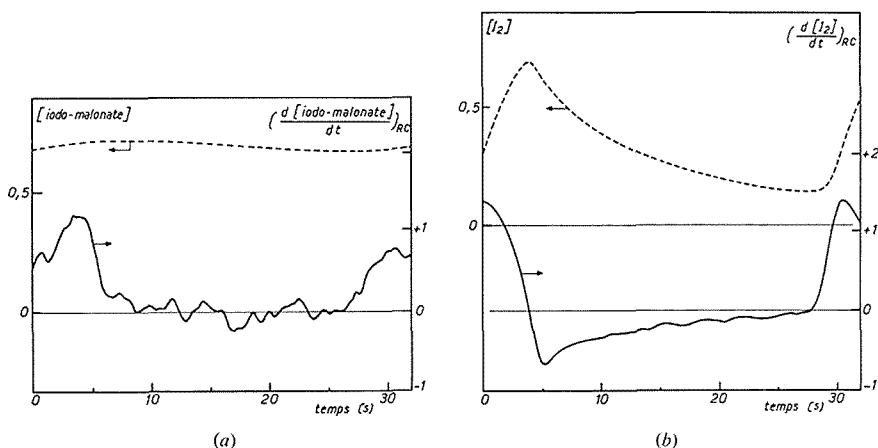 [iodo-malonate]
(d [iodo-malonate]/dt)RC
0,5
0
+1
0
-1
0
10
20
30
temps (s)
(a)
[I2]
(d [I2]/dt)RC
0,5
0
+2
+1
0
-1
0
5
10
20
30
temps (s)
(b)